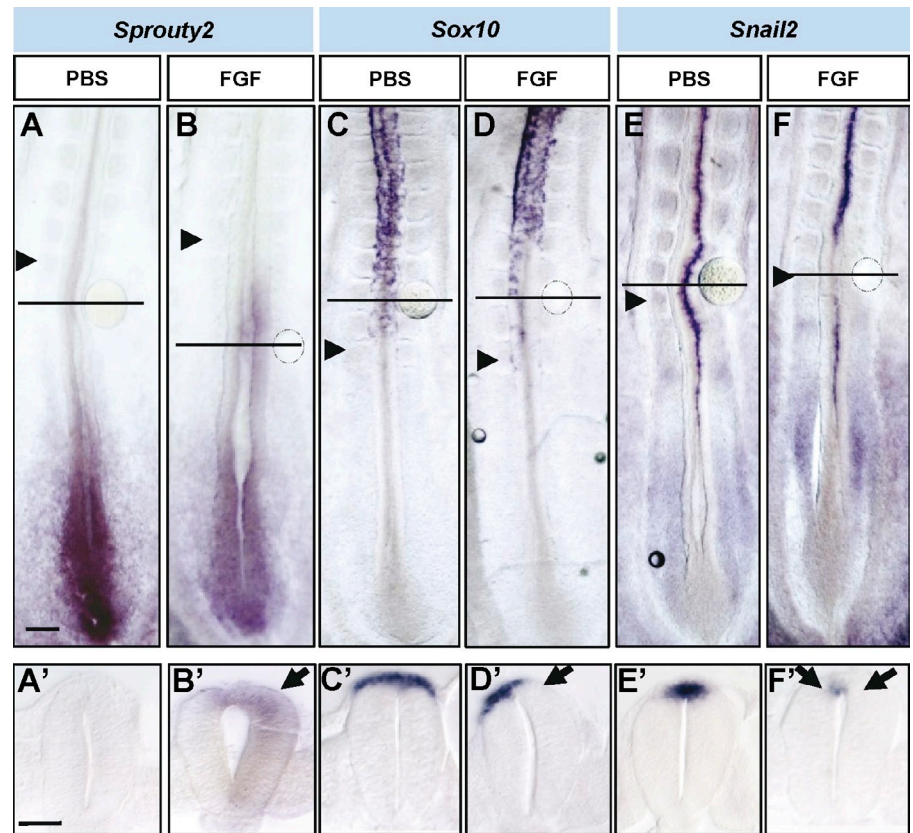 Sprouty2 Sox10 Snail2
PBS FGF PBS FGF PBS FGF
A B C D E F
A' B' C' D' E' F'